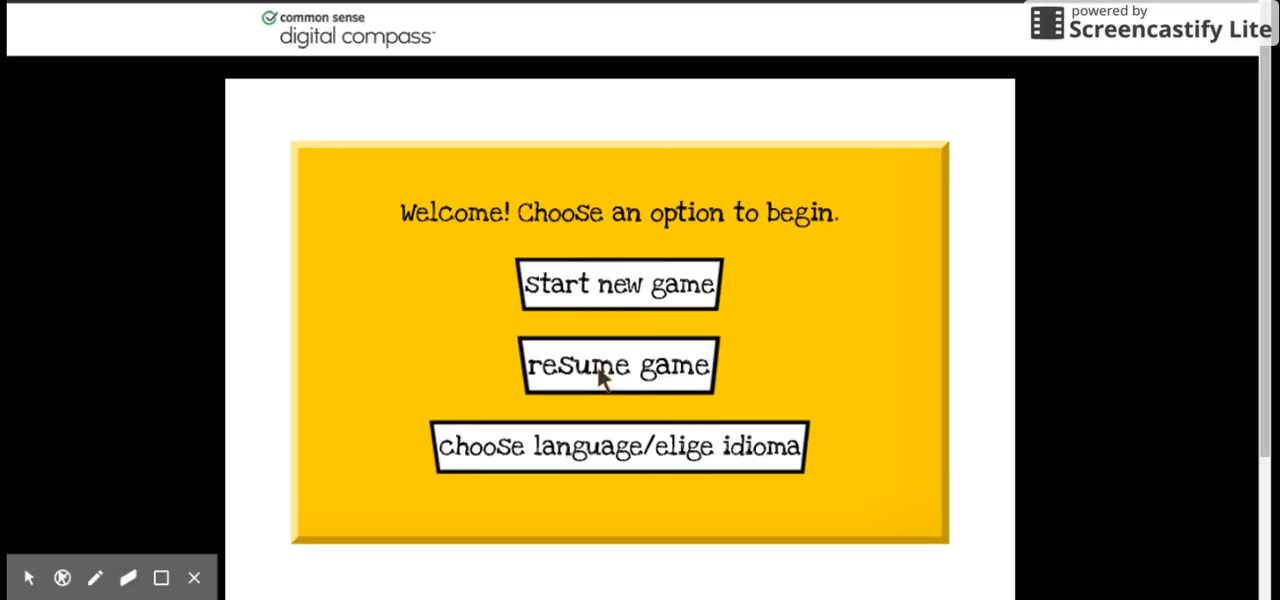 common sense
digital compass
powered by
Screencastify Lite
Welcome! Choose an option to begin.
start new game
resume game
choose language/elige idioma